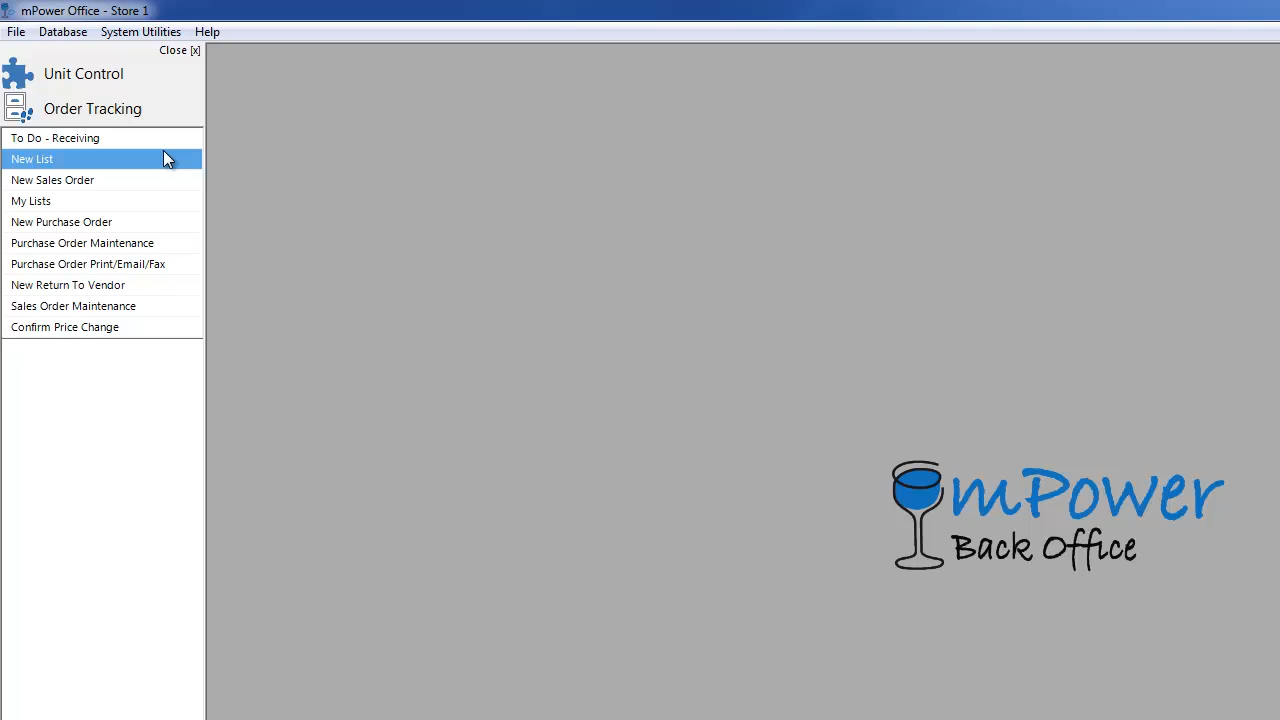 mPower Office - Store 1
File Database System Utilities Help
Close [x]
Unit Control
Order Tracking
To Do - Receiving
New List
New Sales Order
My Lists
New Purchase Order
Purchase Order Maintenance
Purchase Order Print/Email/Fax
New Return To Vendor
Sales Order Maintenance
Confirm Price Change
mPower
Back Office